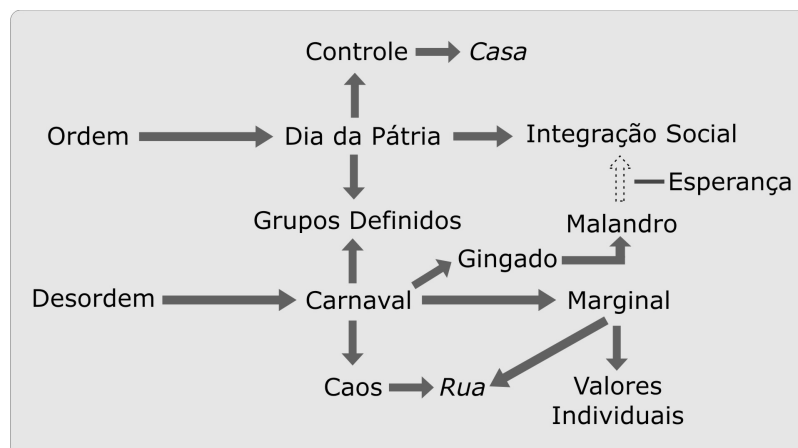 Controle
Casa
Ordem
Dia da Pátria
Integração Social
Esperança
Grupos Definidos
Malandro
Gingado
Desordem
Carnaval
Marginal
Caos
Rua
Valores
Individuais